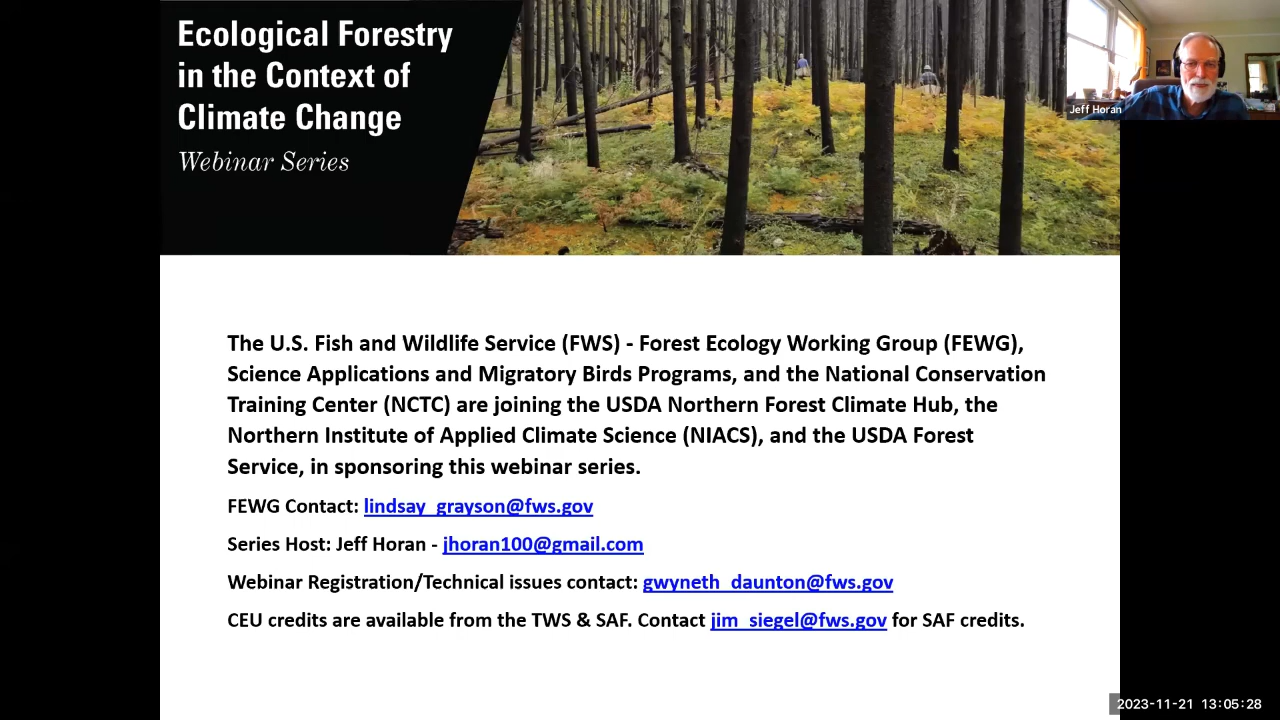 Ecological Forestry
in the Context of
Climate Change
Webinar Series
Jeff Horan
The U.S. Fish and Wildlife Service (FWS) - Forest Ecology Working Group (FEWG),
Science Applications and Migratory Birds Programs, and the National Conservation
Training Center (NCTC) are joining the USDA Northern Forest Climate Hub, the
Northern Institute of Applied Climate Science (NIACS), and the USDA Forest
Service, in sponsoring this webinar series.
FEWG Contact: lindsay_grayson@fws.gov
Series Host: Jeff Horan - jhoran100@gmail.com
Webinar Registration/Technical issues contact: gwyneth_daunton@fws.gov
CEU credits are available from the TWS & SAF. Contact jim_siegel@fws.gov for SAF credits.
2023-11-21 13:05:28